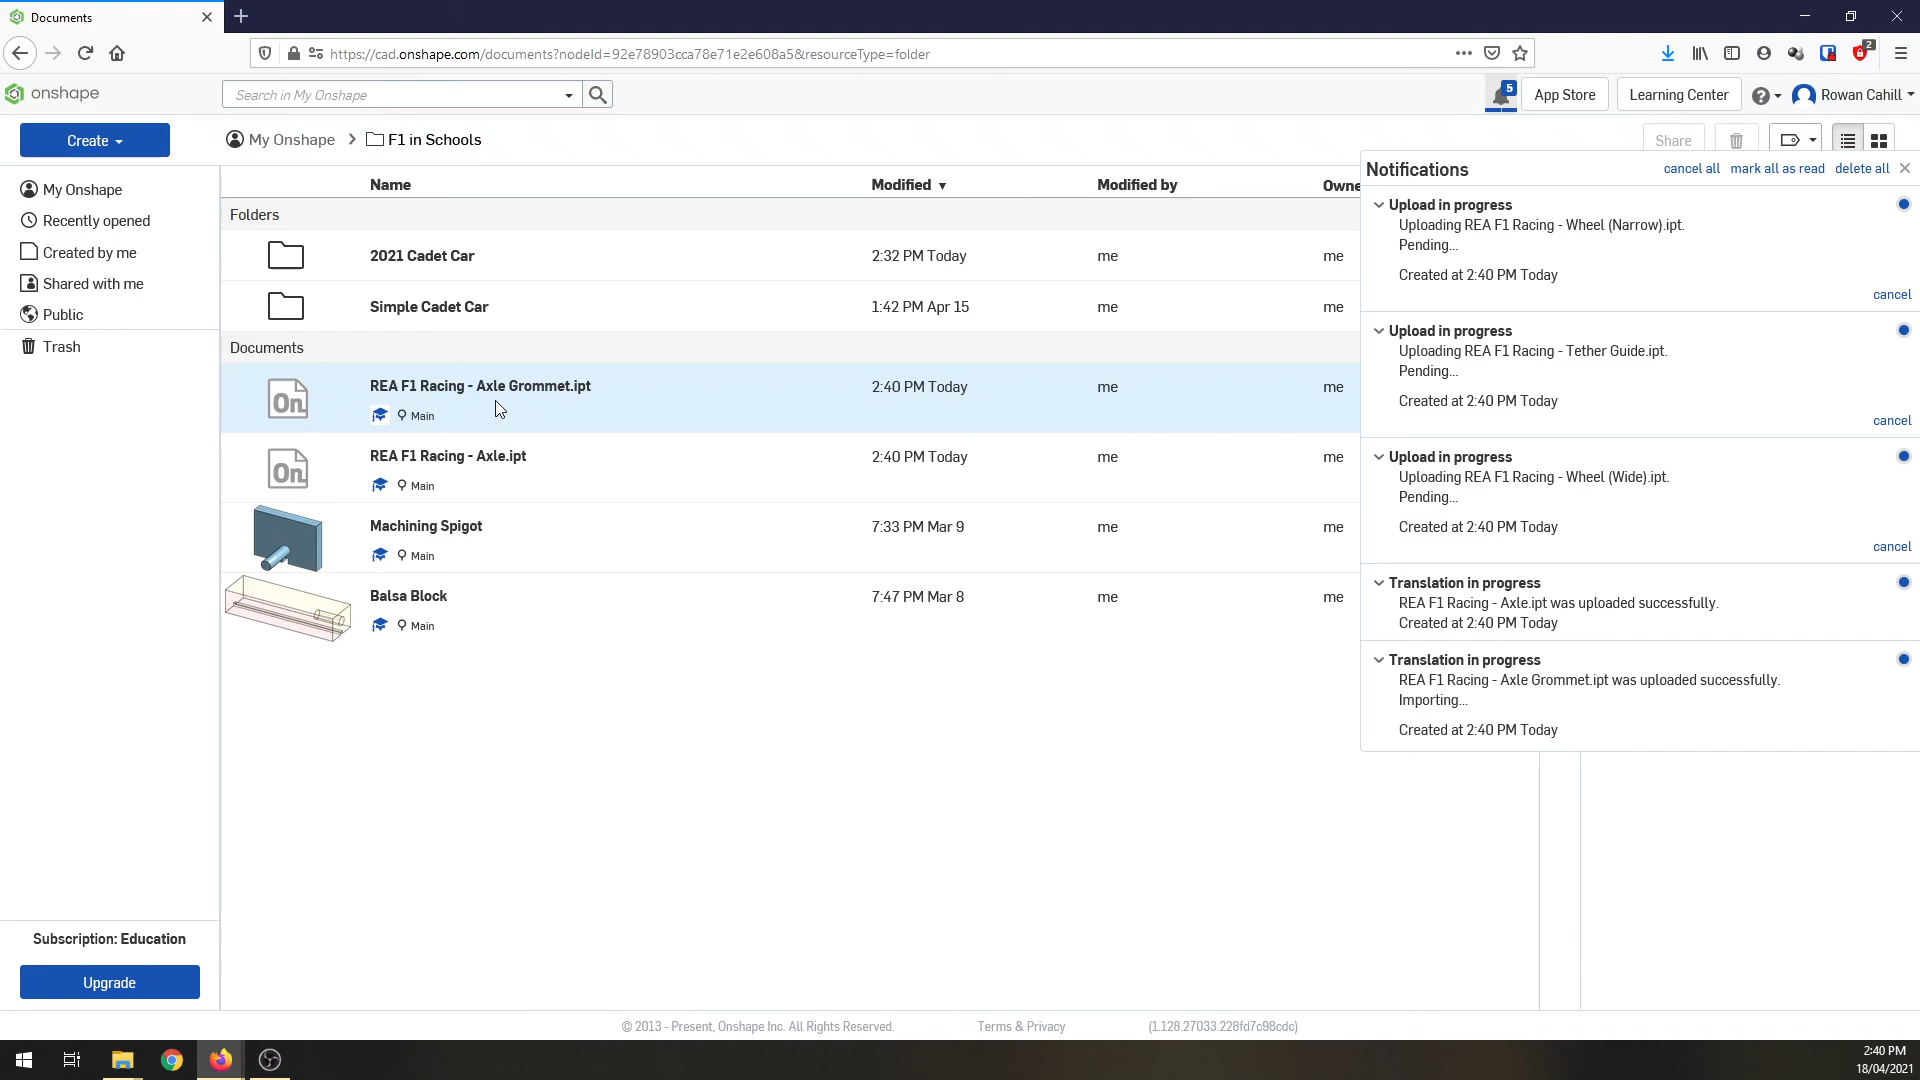 Documents
https://cad.onshape.com/documents?nodeId=92e78903cca78e71e2e608a5&resourceType=folder
2
onshape
Search in My Onshape
5
App Store
Learning Center
Rowan Cahill
Create
My Onshape
F1 in Schools
Share
Notifications
cancel all
mark all as read
delete all
My Onshape
Recently opened
Created by me
Shared with me
Public
Trash
Name
Modified
Modified by
Owne
Folders
2021 Cadet Car
2:32 PM Today
me
me
Simple Cadet Car
1:42 PM Apr 15
me
me
Documents
On
REA F1 Racing - Axle Grommet.ipt
Main
2:40 PM Today
me
me
On
REA F1 Racing - Axle.ipt
Main
2:40 PM Today
me
me
Machining Spigot
Main
7:33 PM Mar 9
me
me
Balsa Block
Main
7:47 PM Mar 8
me
me
Upload in progress
Uploading REA F1 Racing - Wheel (Narrow).ipt.
Pending...
Created at 2:40 PM Today
cancel
Upload in progress
Uploading REA F1 Racing - Tether Guide.ipt.
Pending...
Created at 2:40 PM Today
cancel
Upload in progress
Uploading REA F1 Racing - Wheel (Wide).ipt.
Pending...
Created at 2:40 PM Today
cancel
Translation in progress
REA F1 Racing - Axle.ipt was uploaded successfully.
Created at 2:40 PM Today
Translation in progress
REA F1 Racing - Axle Grommet.ipt was uploaded successfully.
Importing...
Created at 2:40 PM Today
Subscription: Education
Upgrade
© 2013 - Present, Onshape Inc. All Rights Reserved.
Terms & Privacy
(1.128.27033.228fd7c98cdc)
2:40 PM
18/04/2021